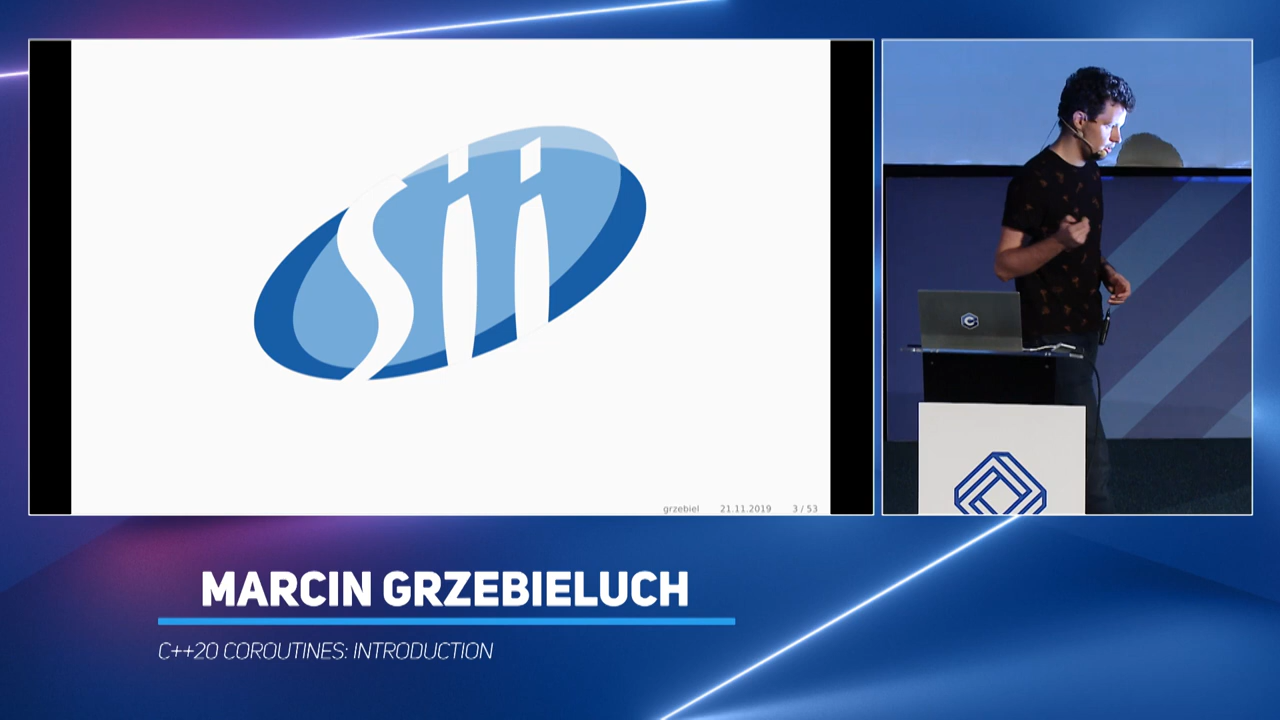 Sii
grzebiel 21.11.2019 3 / 53
MARCIN GRZEBIELUCH
C++20 COROUTINES: INTRODUCTION